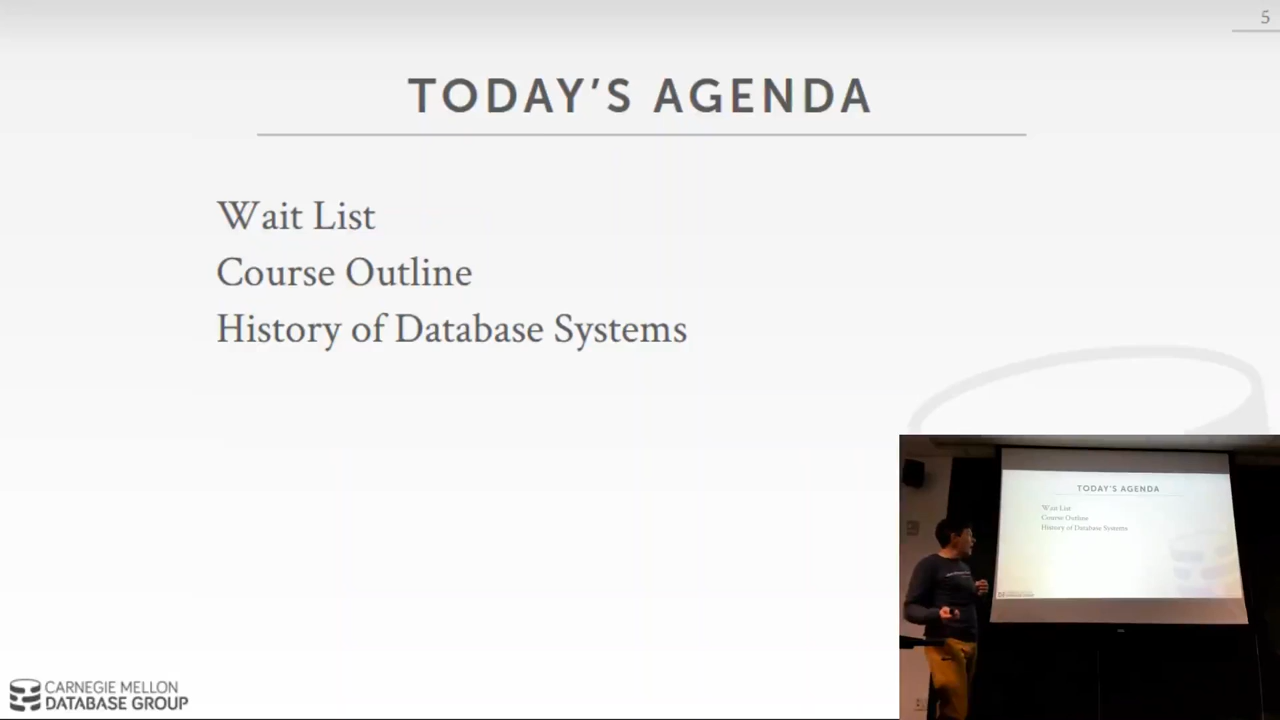 5
TODAY'S AGENDA
Wait List
Course Outline
History of Database Systems
TODAY'S AGENDA
Wait List
Course Outline
History of Database Systems
CARNEGIE MELLON
DATABASE GROUP